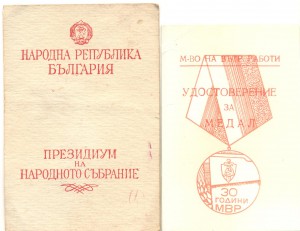 НАРОДНА РЕПУБЛИКА
БЪЛГАРИЯ
ПРЕЗИДИУМ
НА
НАРОДНОТО СЪБРАНИЕ
М-ВО НА ВЪТР. РАБОТИ
УДОСТОВЕРЕНИЕ
ЗА
МЕДАЛ
30
ГОДИНИ
МВР